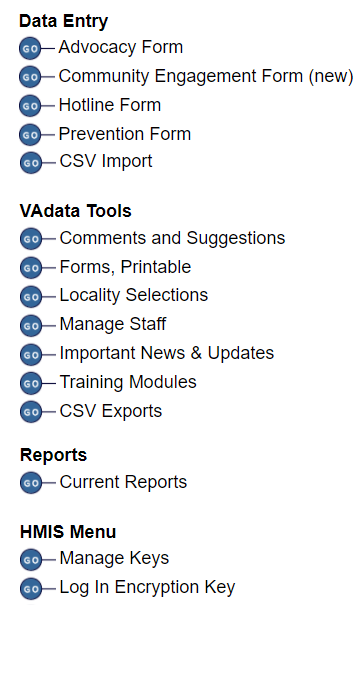 Data Entry
GO Advocacy Form
GO Community Engagement Form (new)
GO Hotline Form
GO Prevention Form
GO CSV Import
VAdata Tools
GO Comments and Suggestions
GO Forms, Printable
GO Locality Selections
GO Manage Staff
GO Important News & Updates
GO Training Modules
GO CSV Exports
Reports
GO Current Reports
HMIS Menu
GO Manage Keys
GO Log In Encryption Key